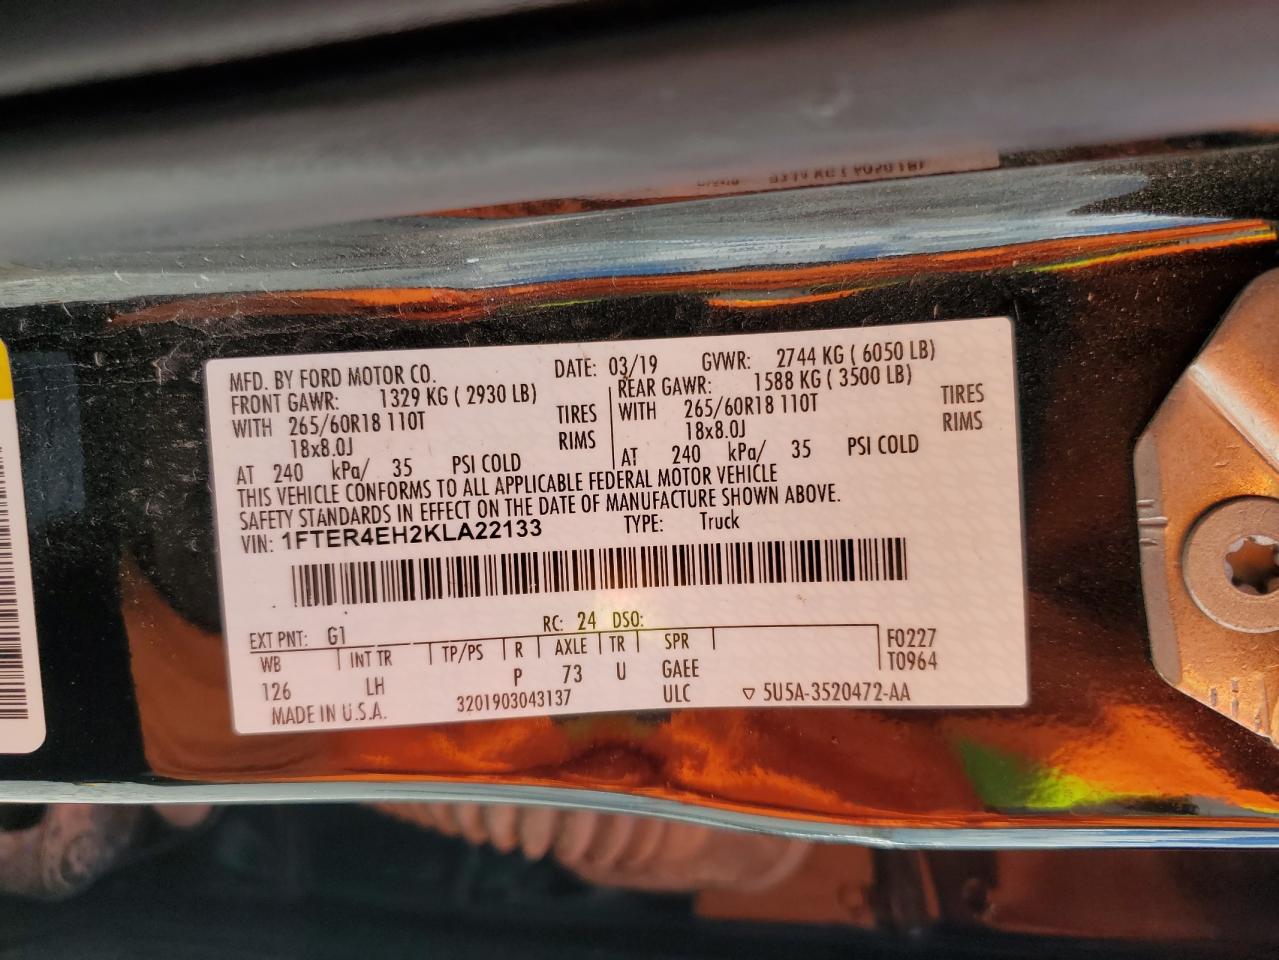 MFD. BY FORD MOTOR CO. DATE: 03/19 GVWR: 2744 KG ( 6050 LB)
FRONT GAWR: 1329 KG ( 2930 LB) REAR GAWR: 1588 KG ( 3500 LB)
WITH 265/60R18 110T TIRES WITH 265/60R18 110T TIRES
18x8.0J RIMS 18x8.0J RIMS
AT 240 kPa/ 35 PSI COLD AT 240 kPa/ 35 PSI COLD
THIS VEHICLE CONFORMS TO ALL APPLICABLE FEDERAL MOTOR VEHICLE
SAFETY STANDARDS IN EFFECT ON THE DATE OF MANUFACTURE SHOWN ABOVE.
VIN: 1FTER4EH2KLA22133 TYPE: Truck
EXT PNT: G1 RC: 24 DSO:
WB INT TR TP/PS R AXLE TR SPR F0227
126 LH P 73 U GAEE T0964
MADE IN U.S.A. 3201903043137 ULC ▽ 5U5A-3520472-AA